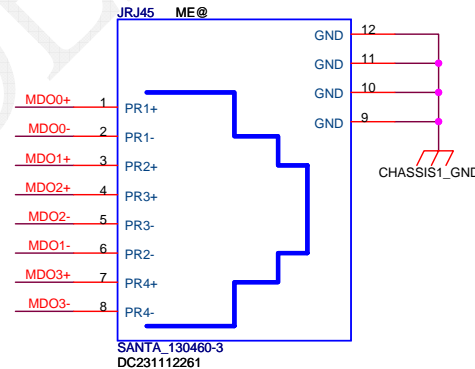 JRJ45 ME@
GND 12
GND 11
GND 10
GND 9
CHASSIS1_GND
MDO0+ 1 PR1+
MDO0- 2 PR1-
MDO1+ 3 PR2+
MDO2+ 4 PR3+
MDO2- 5 PR3-
MDO1- 6 PR2-
MDO3+ 7 PR4+
MDO3- 8 PR4-
SANTA_130460-3
DC231112261